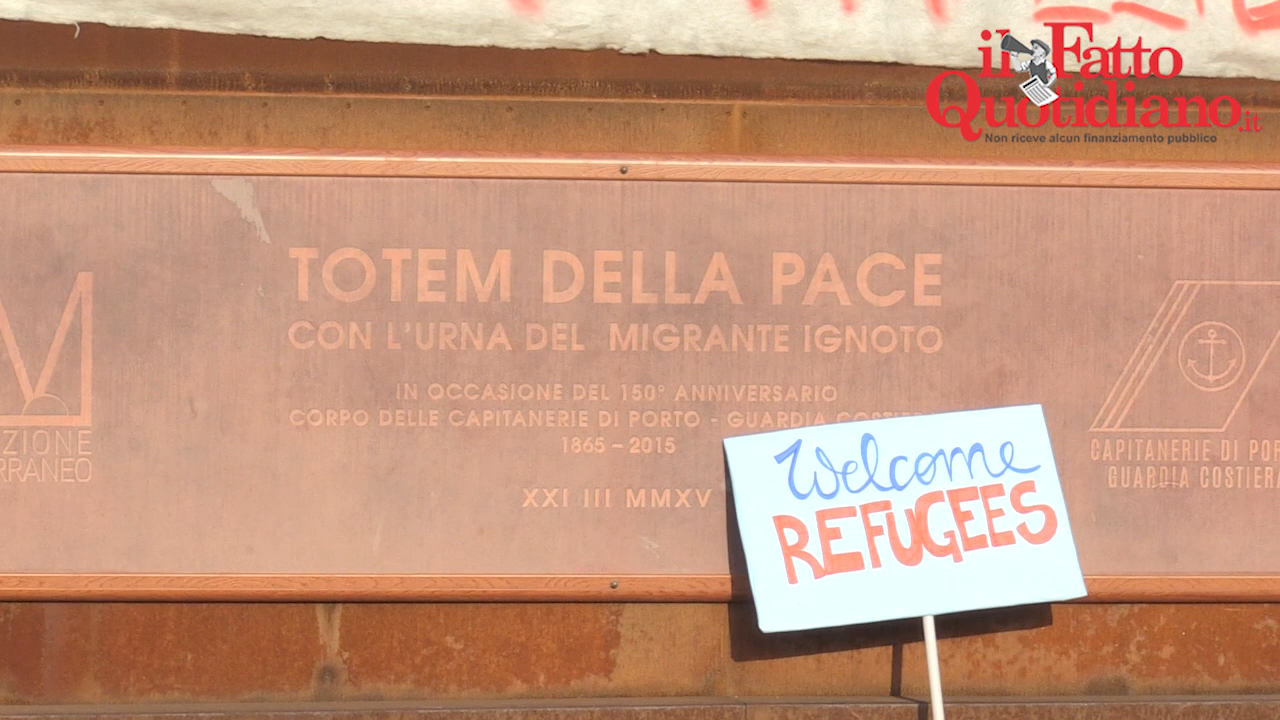 il Fatto
Quotidiano.it
Non riceve alcun finanziamento pubblico
TOTEM DELLA PACE
CON L'URNA DEL MIGRANTE IGNOTO
IN OCCASIONE DEL 150° ANNIVERSARIO
CORPO DELLE CAPITANERIE DI PORTO - GUARDIA COSTIERA
1865 – 2015
XXI III MMXV
M
ZIONE
RRANEO
CAPITANERIE DI POR
GUARDIA COSTIERA
Welcome
REFUGEES